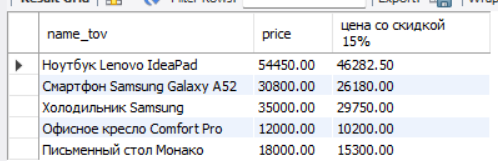 name_tov price цена со скидкой 15%
Ноутбук Lenovo IdeaPad 54450.00 46282.50
Смартфон Samsung Galaxy A52 30800.00 26180.00
Холодильник Samsung 35000.00 29750.00
Офисное кресло Comfort Pro 12000.00 10200.00
Письменный стол Монако 18000.00 15300.00